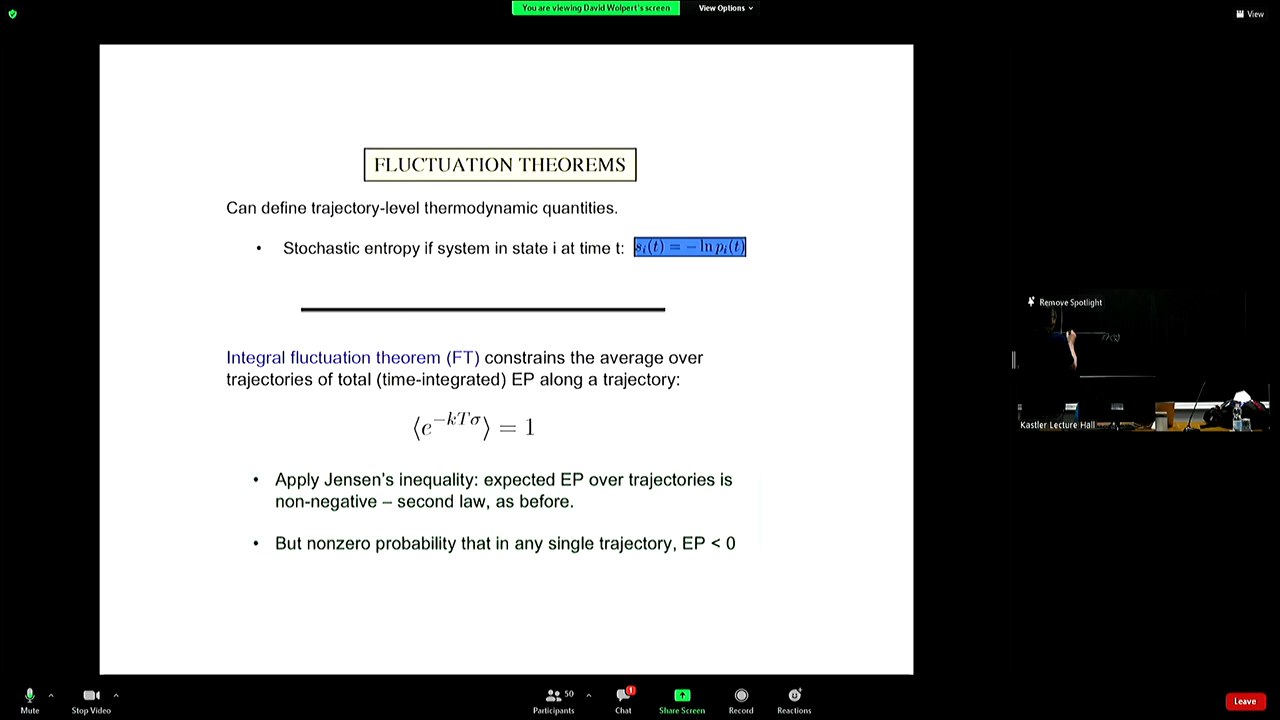 You are viewing David Wolpert's screen
View Options
View
FLUCTUATION THEOREMS
Can define trajectory-level thermodynamic quantities.
• Stochastic entropy if system in state i at time t: s_i(t) = − ln p_i(t)
Integral fluctuation theorem (FT) constrains the average over
trajectories of total (time-integrated) EP along a trajectory:
⟨e^{−kTσ}⟩ = 1
• Apply Jensen's inequality: expected EP over trajectories is
non-negative – second law, as before.
• But nonzero probability that in any single trajectory, EP < 0
Remove Spotlight
Kastler Lecture Hall
Mute
Stop Video
50
Participants
1
Chat
Share Screen
Record
Reactions
Leave